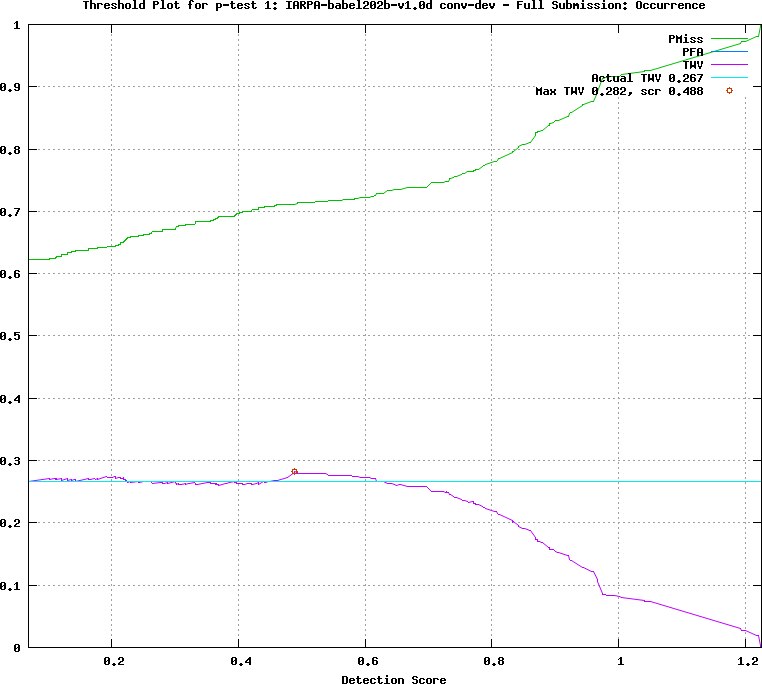 Threshold Plot for p-test 1: IARPA-babel202b-v1.0d conv-dev - Full Submission: Occurrence
1
PMiss
PFA
TWV
Actual TWV 0.267
Max TWV 0.282, scr 0.488
0.9
0.8
0.7
0.6
0.5
0.4
0.3
0.2
0.1
0
0.2
0.4
0.6
0.8
1
1.2
Detection Score